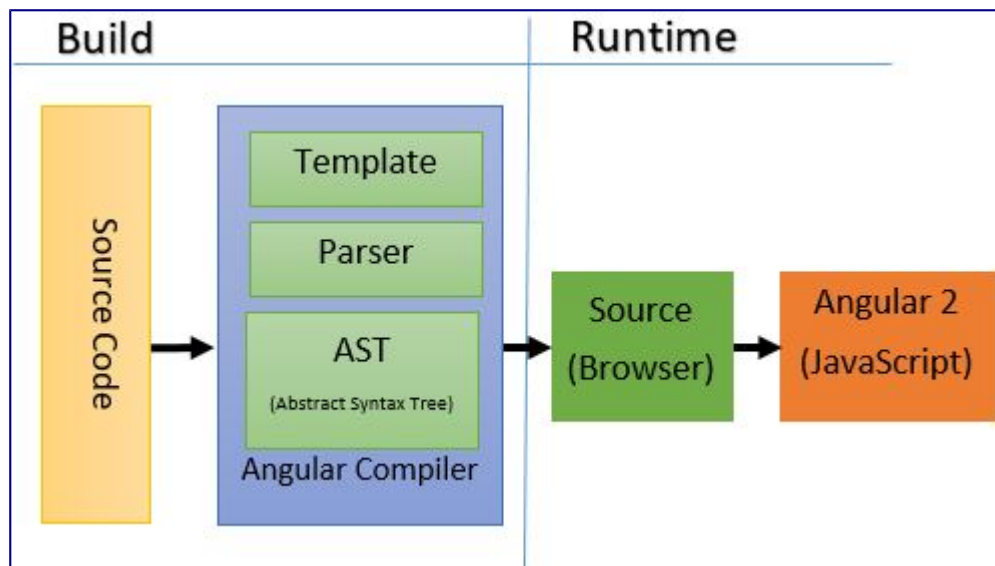 Build
Runtime
Source Code
Template
Parser
AST
(Abstract Syntax Tree)
Angular Compiler
Source
(Browser)
Angular 2
(JavaScript)